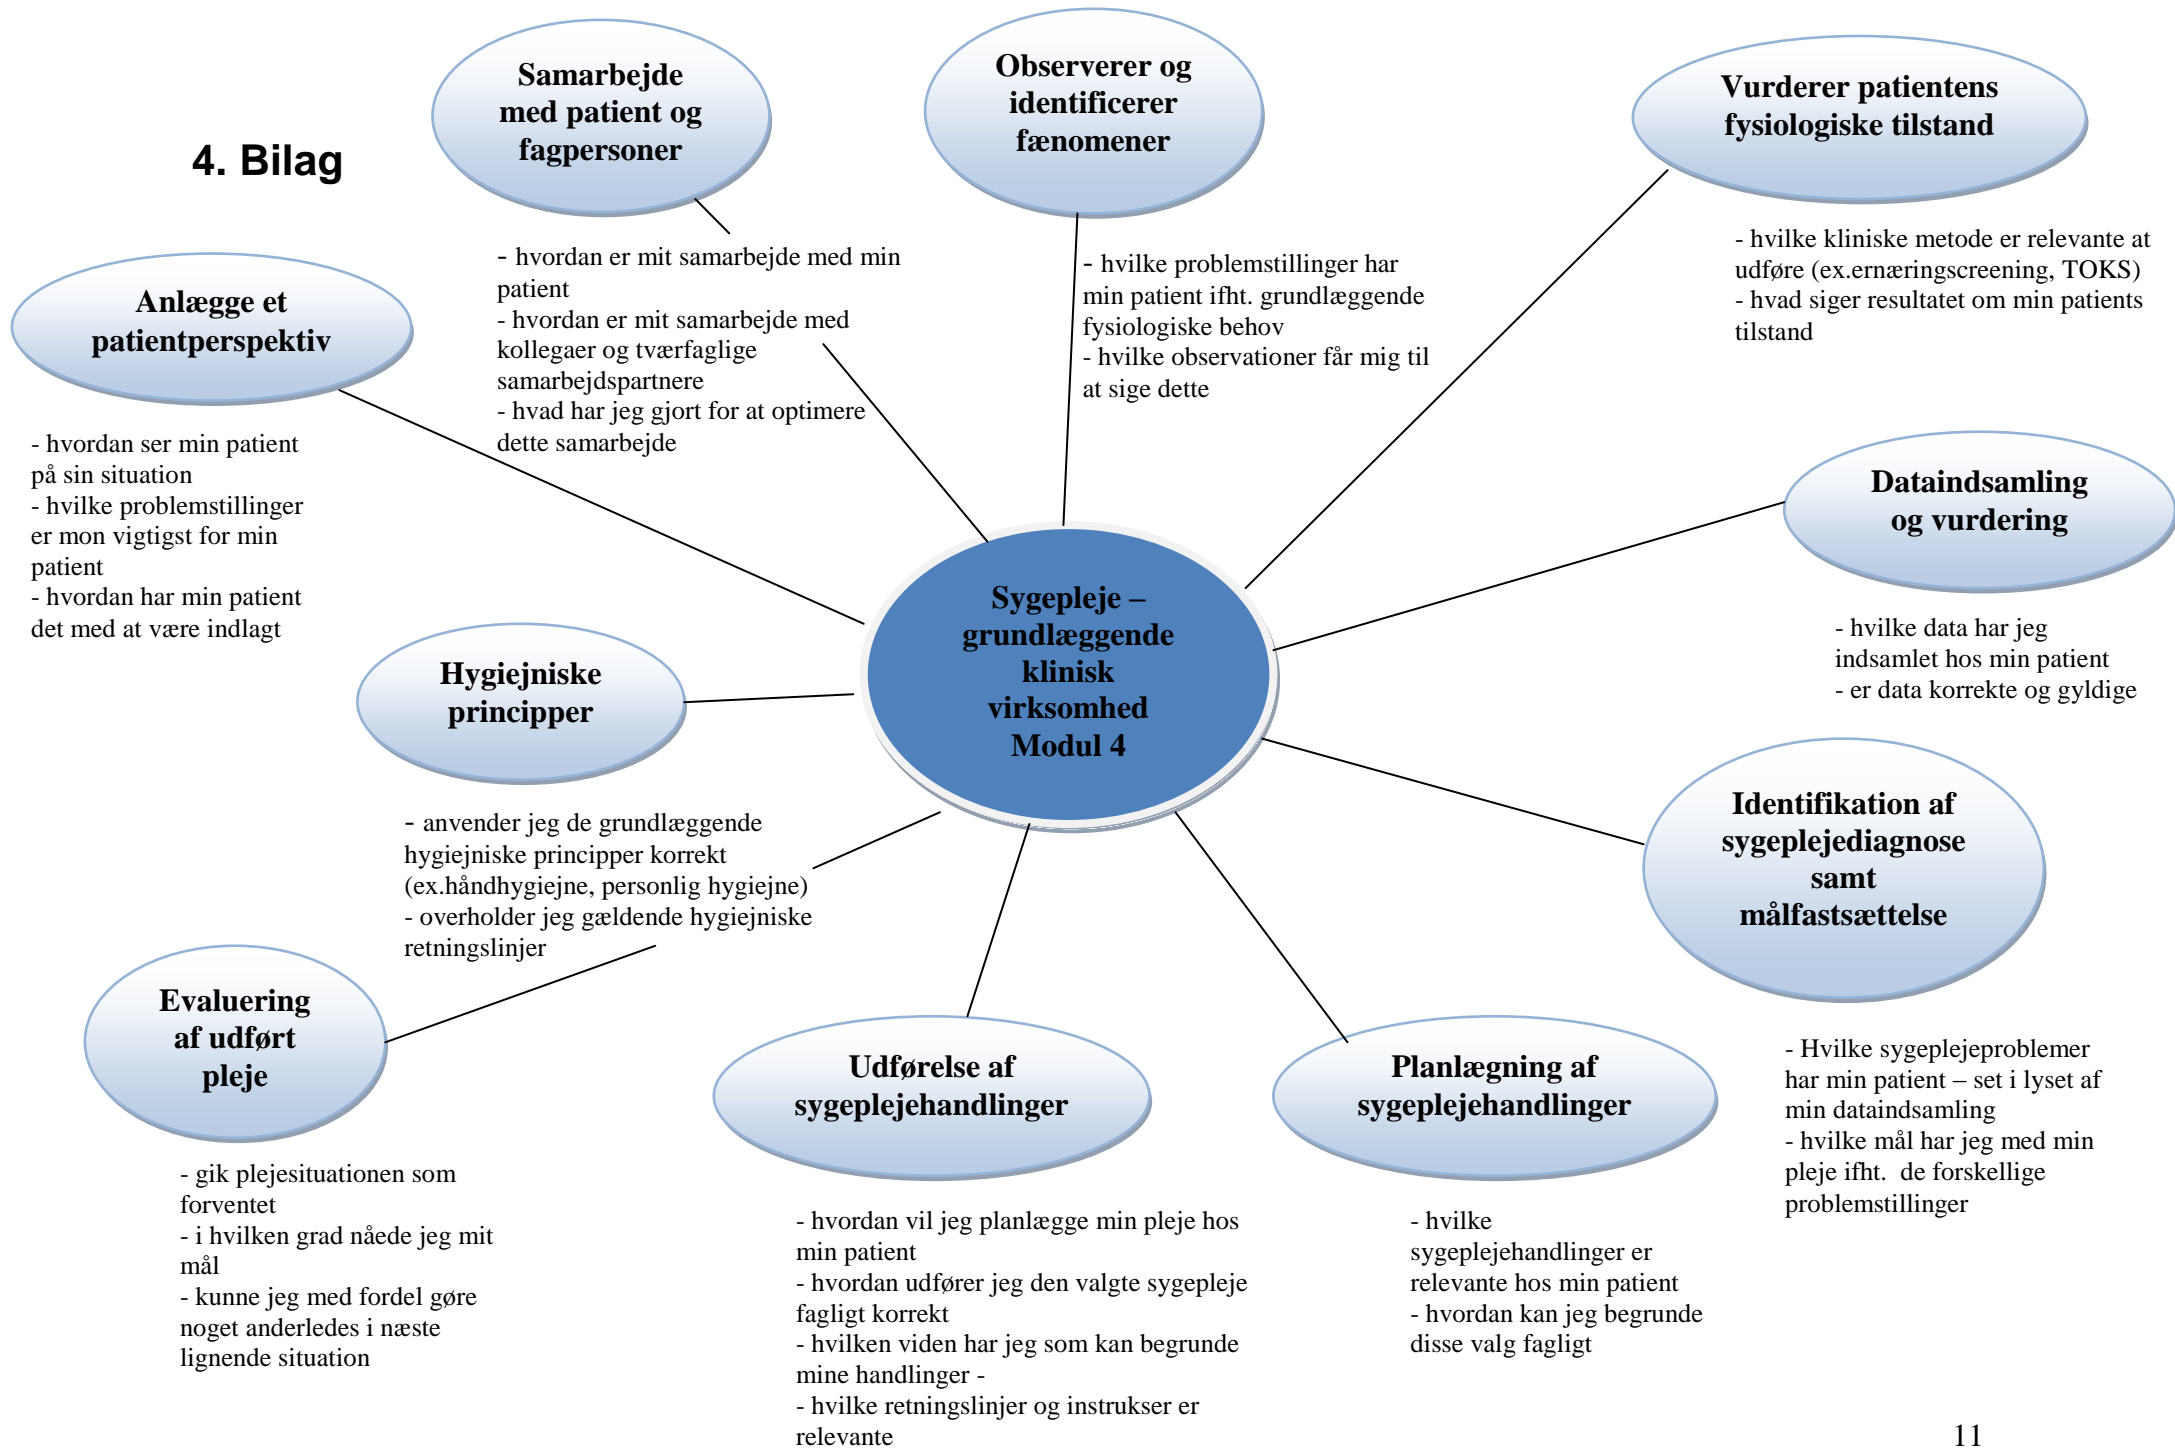 4. Bilag
Samarbejde
med patient og
fagpersoner
- hvordan er mit samarbejde med min
patient
- hvordan er mit samarbejde med
kollegaer og tværfaglige
samarbejdspartnere
- hvad har jeg gjort for at optimere
dette samarbejde
Observerer og
identificerer
fænomener
- hvilke problemstillinger har
min patient ifht. grundlæggende
fysiologiske behov
- hvilke observationer får mig til
at sige dette
Vurderer patientens
fysiologiske tilstand
- hvilke kliniske metode er relevante at
udføre (ex.ernæringscreening, TOKS)
- hvad siger resultatet om min patients
tilstand
Anlægge et
patientperspektiv
- hvordan ser min patient
på sin situation
- hvilke problemstillinger
er mon vigtigst for min
patient
- hvordan har min patient
det med at være indlagt
Dataindsamling
og vurdering
- hvilke data har jeg
indsamlet hos min patient
- er data korrekte og gyldige
Sygepleje –
grundlæggende
klinisk
virksomhed
Modul 4
Hygiejniske
principper
- anvender jeg de grundlæggende
hygiejniske principper korrekt
(ex.håndhygiejne, personlig hygiejne)
- overholder jeg gældende hygiejniske
retningslinjer
Identifikation af
sygeplejediagnose
samt
målfastsættelse
- Hvilke sygeplejeproblemer
har min patient – set i lyset af
min dataindsamling
- hvilke mål har jeg med min
pleje ifht.  de forskellige
problemstillinger
Evaluering
af udført
pleje
- gik plejesituationen som
forventet
- i hvilken grad nåede jeg mit
mål
- kunne jeg med fordel gøre
noget anderledes i næste
lignende situation
Udførelse af
sygeplejehandlinger
- hvordan vil jeg planlægge min pleje hos
min patient
- hvordan udfører jeg den valgte sygepleje
fagligt korrekt
- hvilken viden har jeg som kan begrunde
mine handlinger -
- hvilke retningslinjer og instrukser er
relevante
Planlægning af
sygeplejehandlinger
- hvilke
sygeplejehandlinger er
relevante hos min patient
- hvordan kan jeg begrunde
disse valg fagligt
11